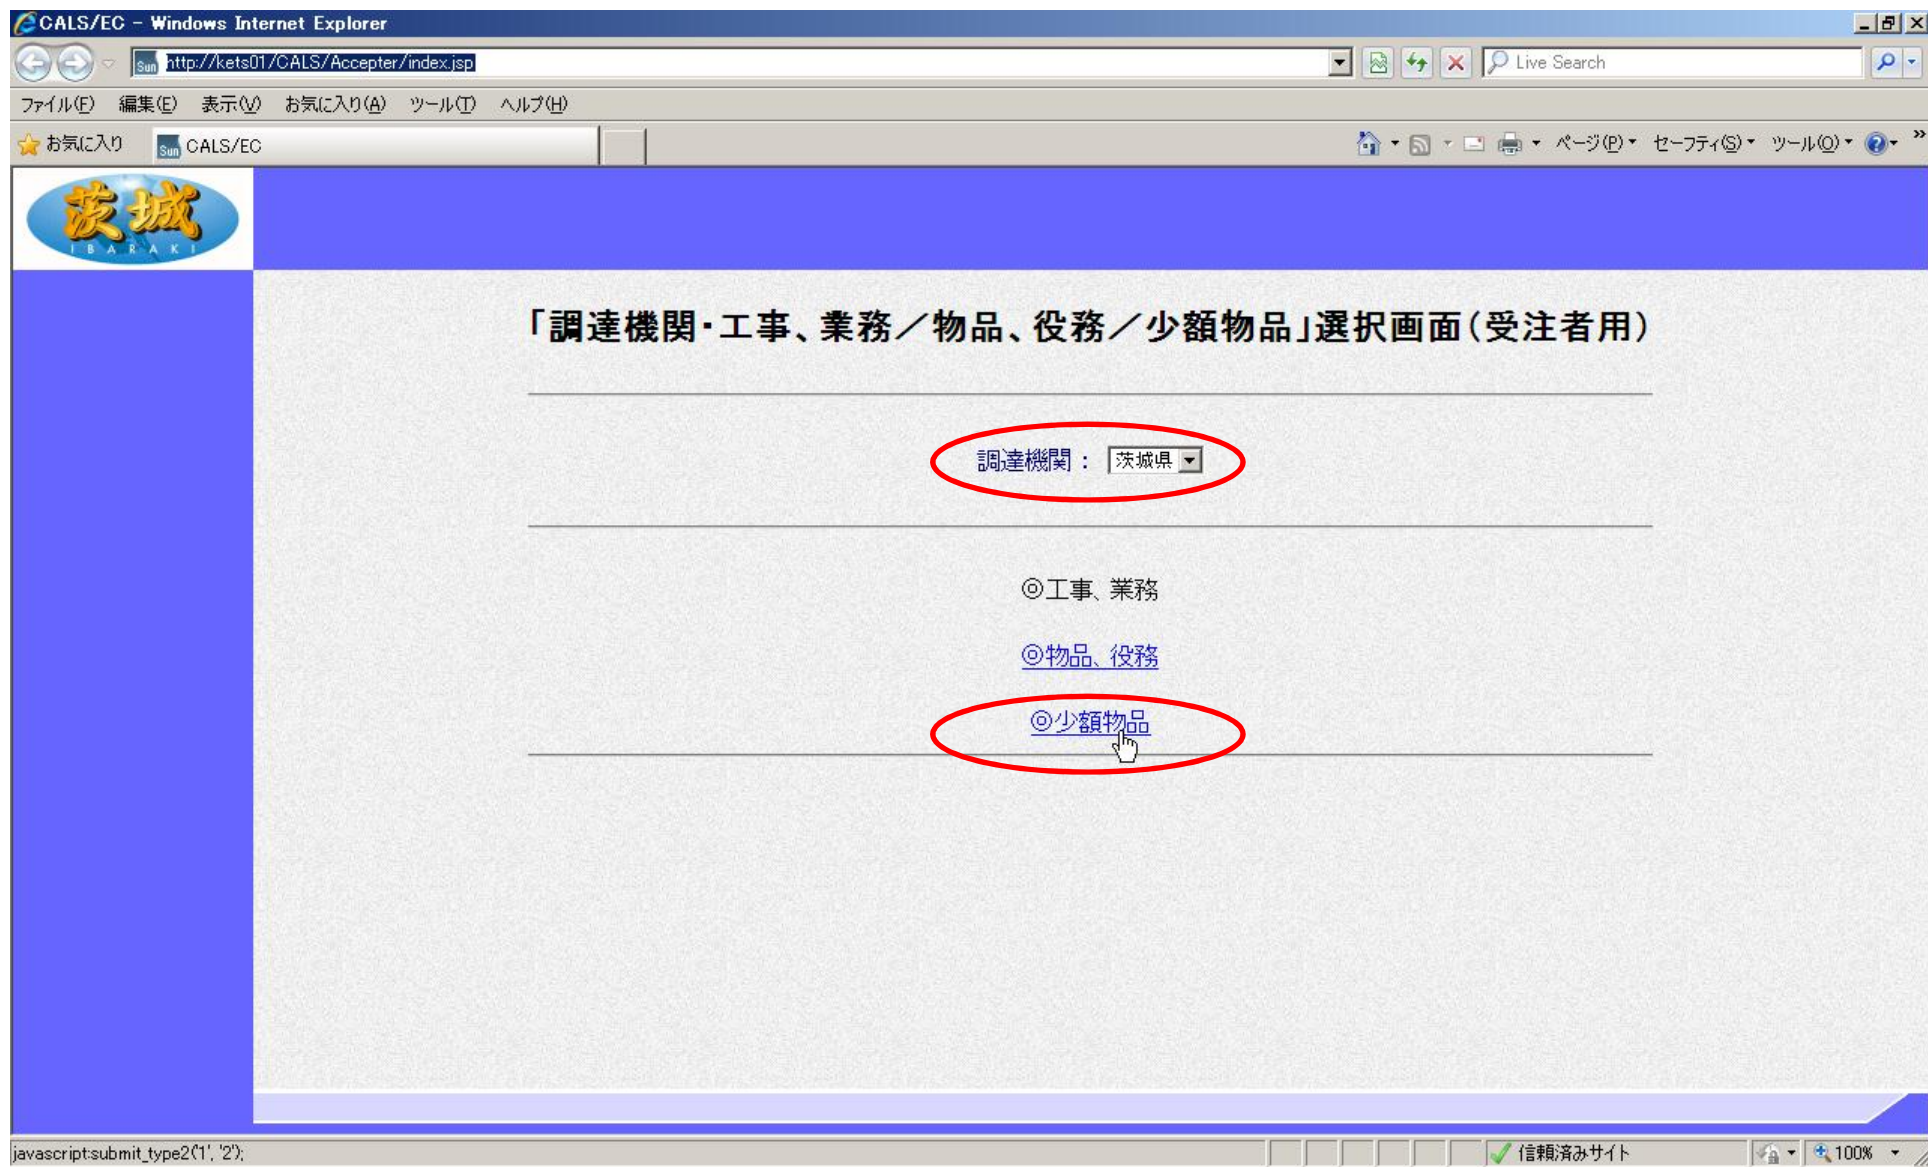 CALS/EC - Windows Internet Explorer
http://kets01/CALS/Accepter/index.jsp
Live Search
ファイル(F) 編集(E) 表示(V) お気に入り(A) ツール(T) ヘルプ(H)
お気に入り CALS/EC ページ(P) セーフティ(S) ツール(O)
茨城
IBARAKI
「調達機関・工事、業務／物品、役務／少額物品」選択画面(受注者用)
調達機関： 茨城県
◎工事、業務
◎物品、役務
◎少額物品
javascript:submit_type2('1', '2'); 信頼済みサイト 100%